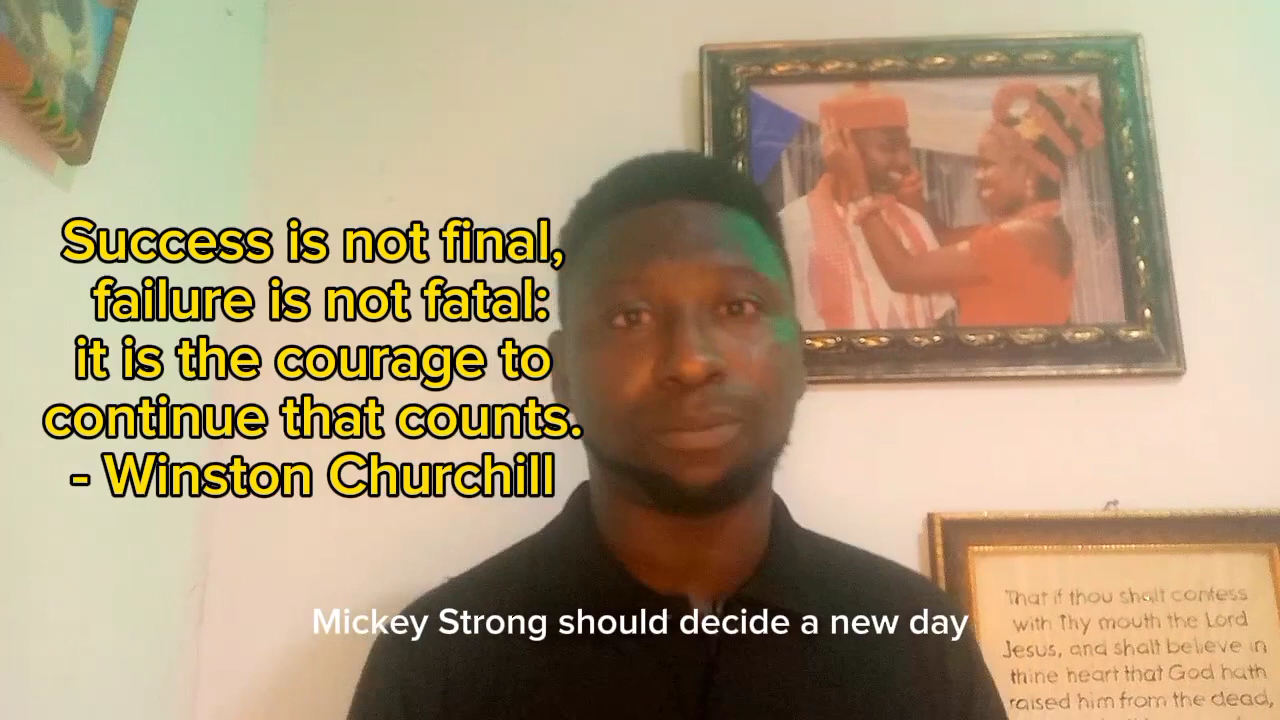 Success is not final,
failure is not fatal:
it is the courage to
continue that counts.
- Winston Churchill
Mickey Strong should decide a new day
That if thou shalt confess
with Thy mouth the Lord
Jesus, and shalt believe in
thine heart that God hath
raised him from the dead,